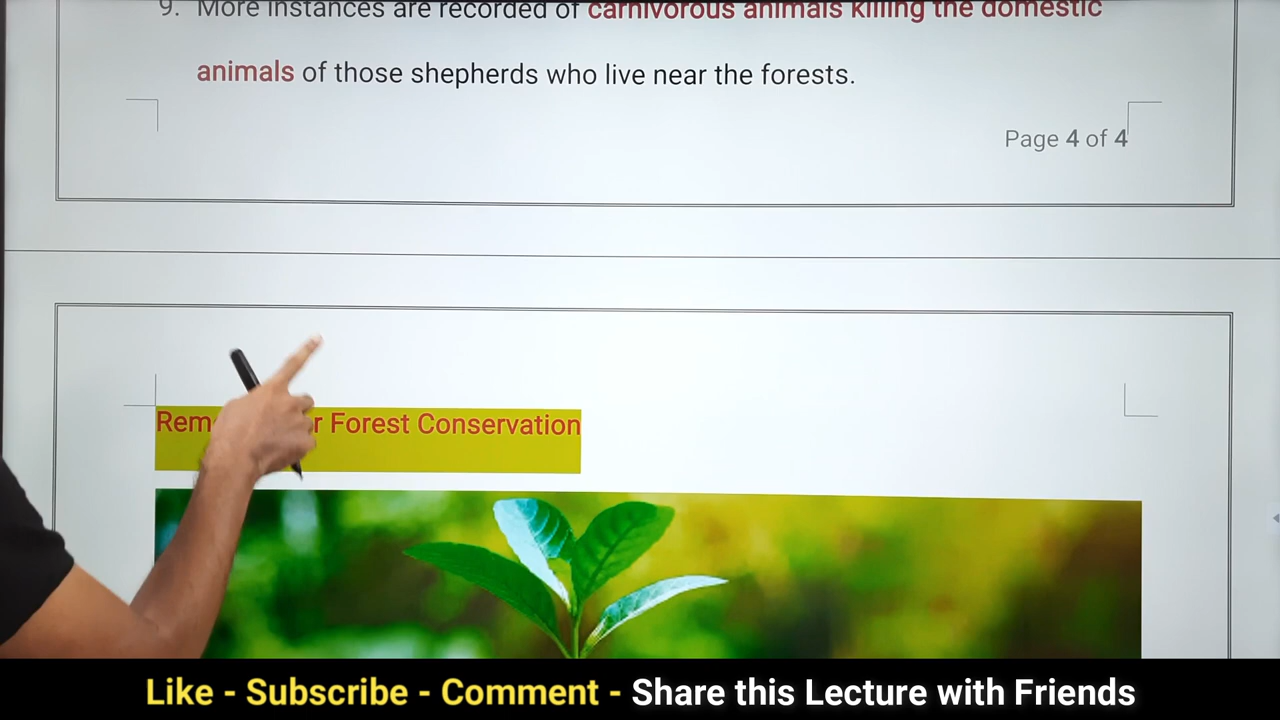 9. More instances are recorded of carnivorous animals killing the domestic
animals of those shepherds who live near the forests.
Page 4 of 4
Forest Conservation
Like - Subscribe - Comment - Share this Lecture with Friends